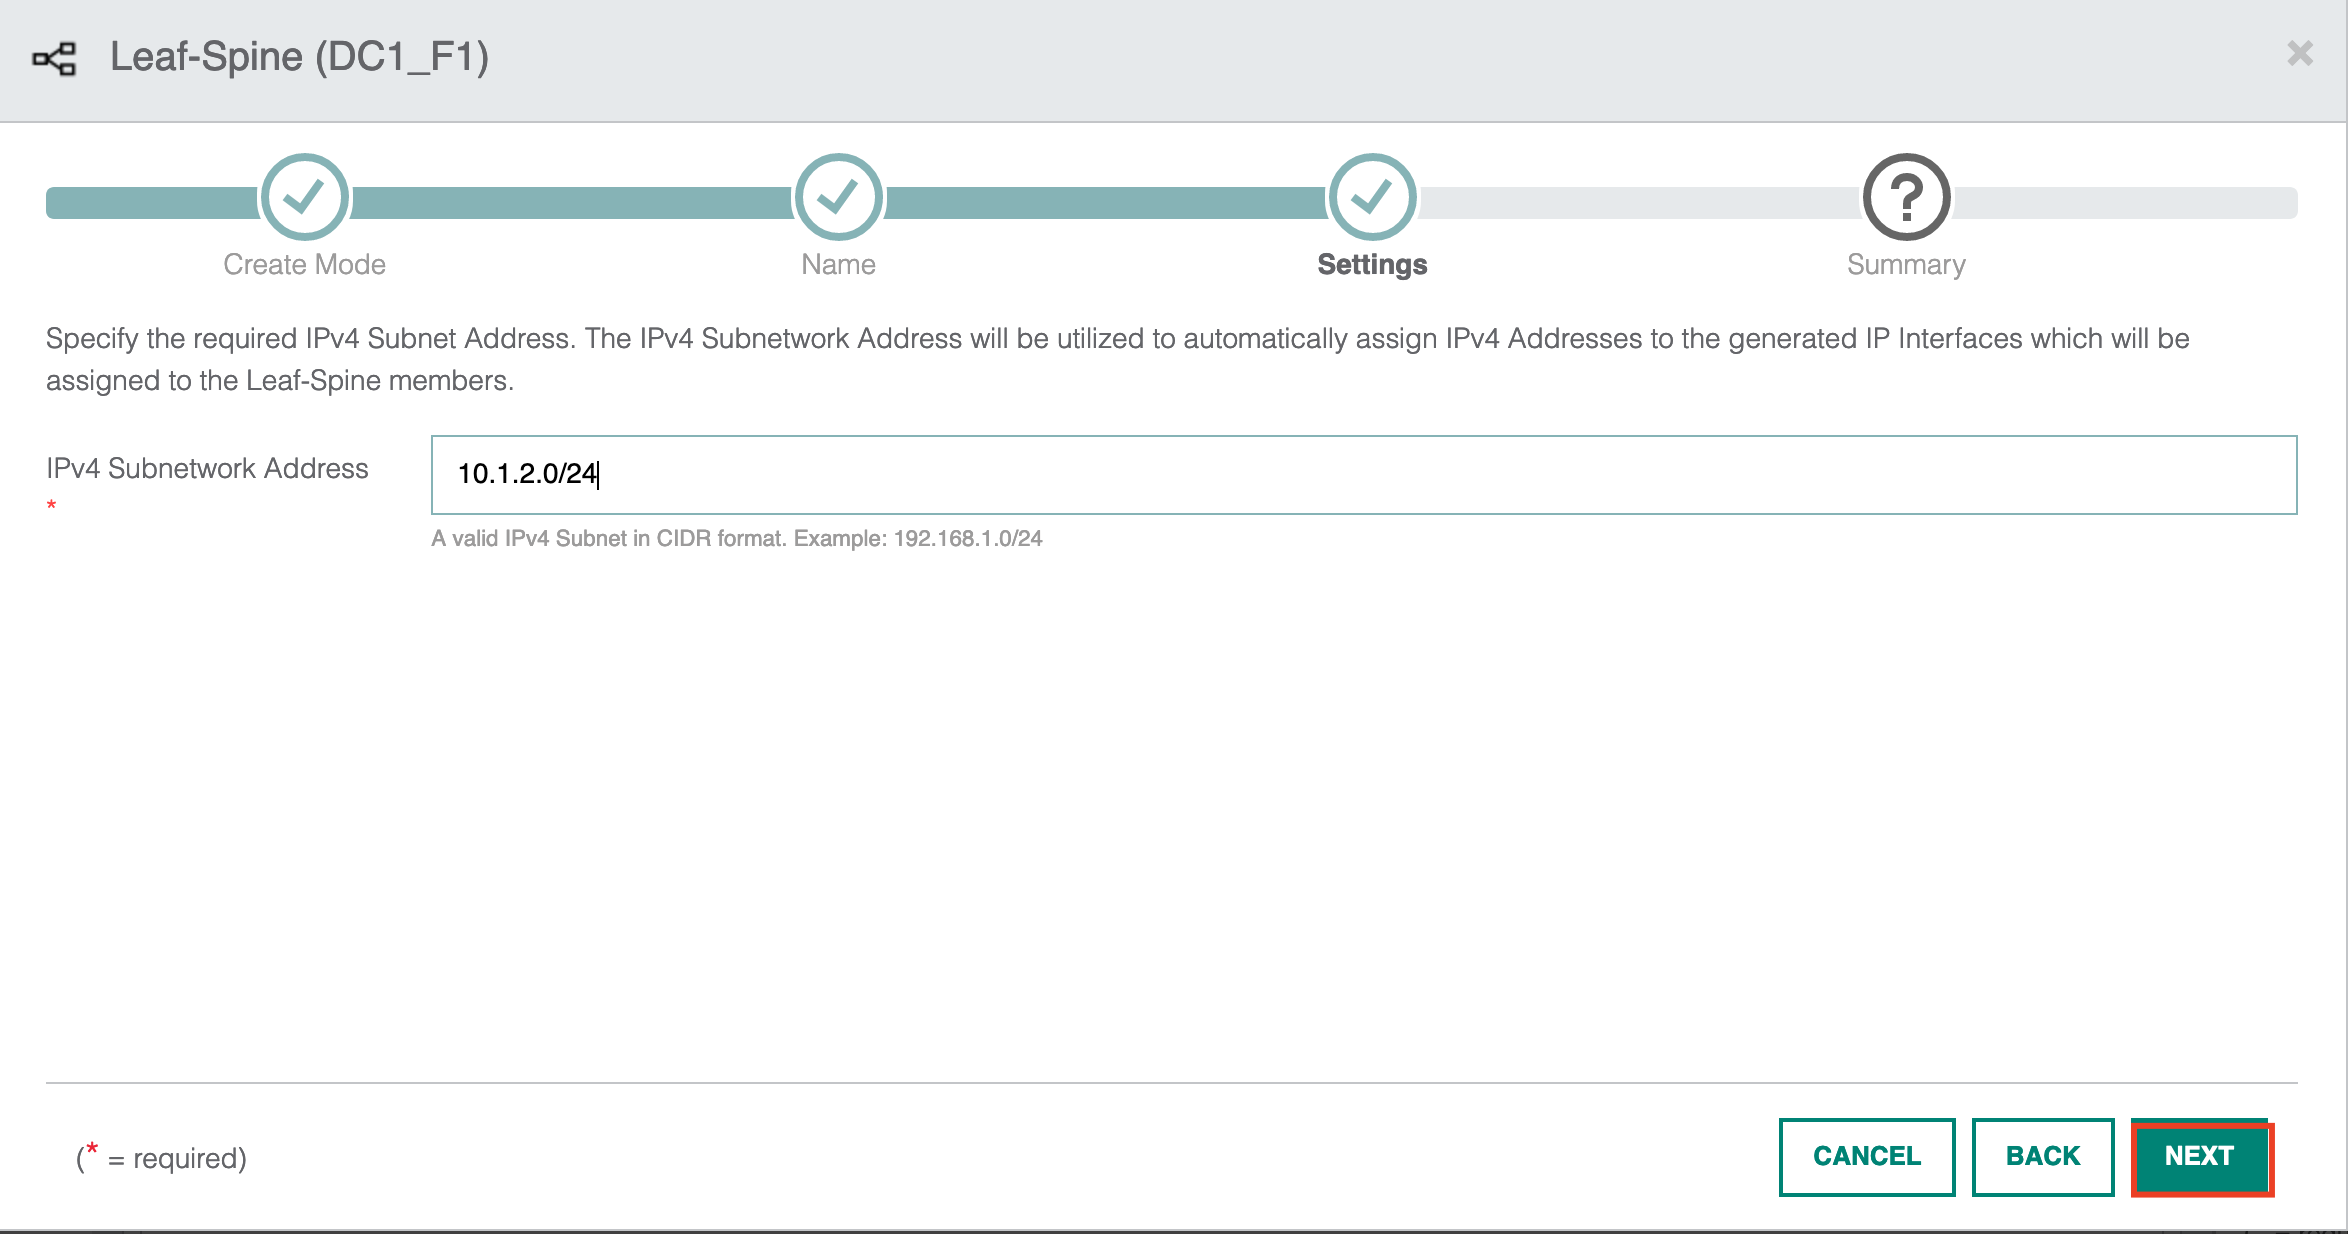 Leaf-Spine (DC1_F1)
Create Mode
Name
Settings
Summary
Specify the required IPv4 Subnet Address. The IPv4 Subnetwork Address will be utilized to automatically assign IPv4 Addresses to the generated IP Interfaces which will be
assigned to the Leaf-Spine members.
IPv4 Subnetwork Address
*
10.1.2.0/24
A valid IPv4 Subnet in CIDR format. Example: 192.168.1.0/24
(* = required)
CANCEL
BACK
NEXT